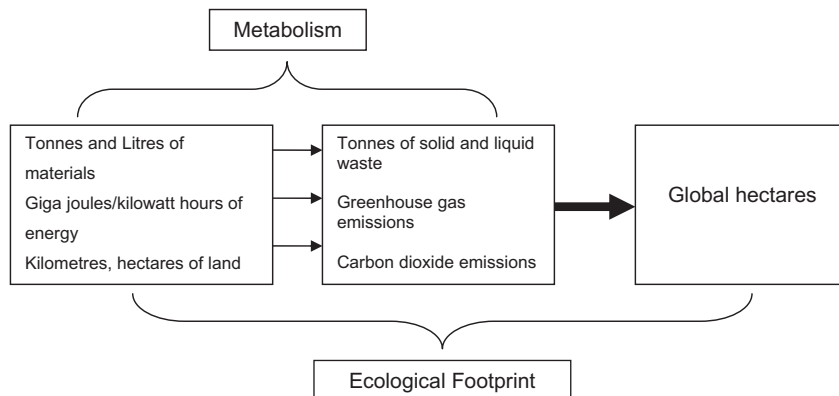 Metabolism
Tonnes and Litres of
materials
Giga joules/kilowatt hours of
energy
Kilometres, hectares of land
Tonnes of solid and liquid
waste
Greenhouse gas
emissions
Carbon dioxide emissions
Global hectares
Ecological Footprint